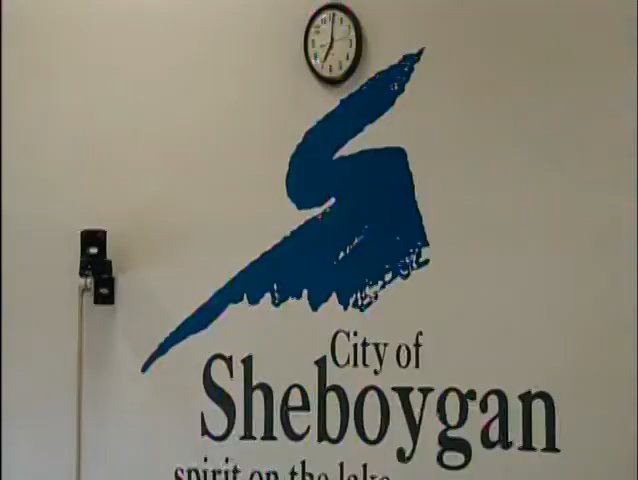 City of
Sheboygan
spirit on the lake